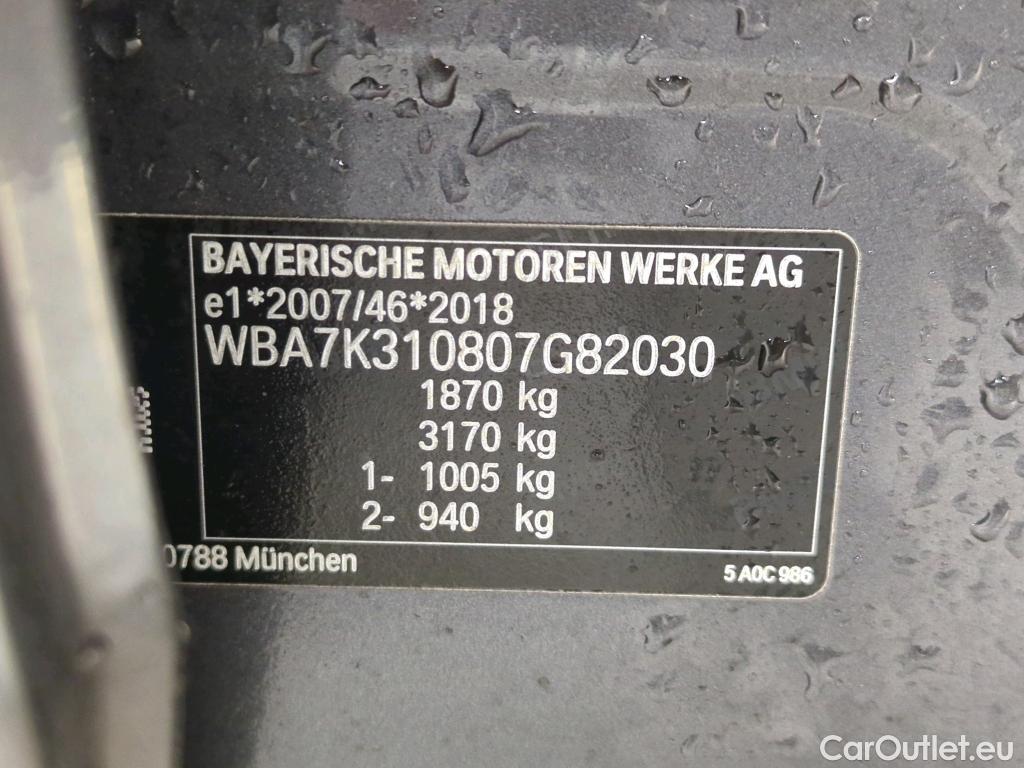 BAYERISCHE MOTOREN WERKE AG
e1*2007/46*2018
WBA7K310807G82030
1870 kg
3170 kg
1- 1005 kg
2- 940 kg
0788 München
5 A0C 986
CarOutlet.eu